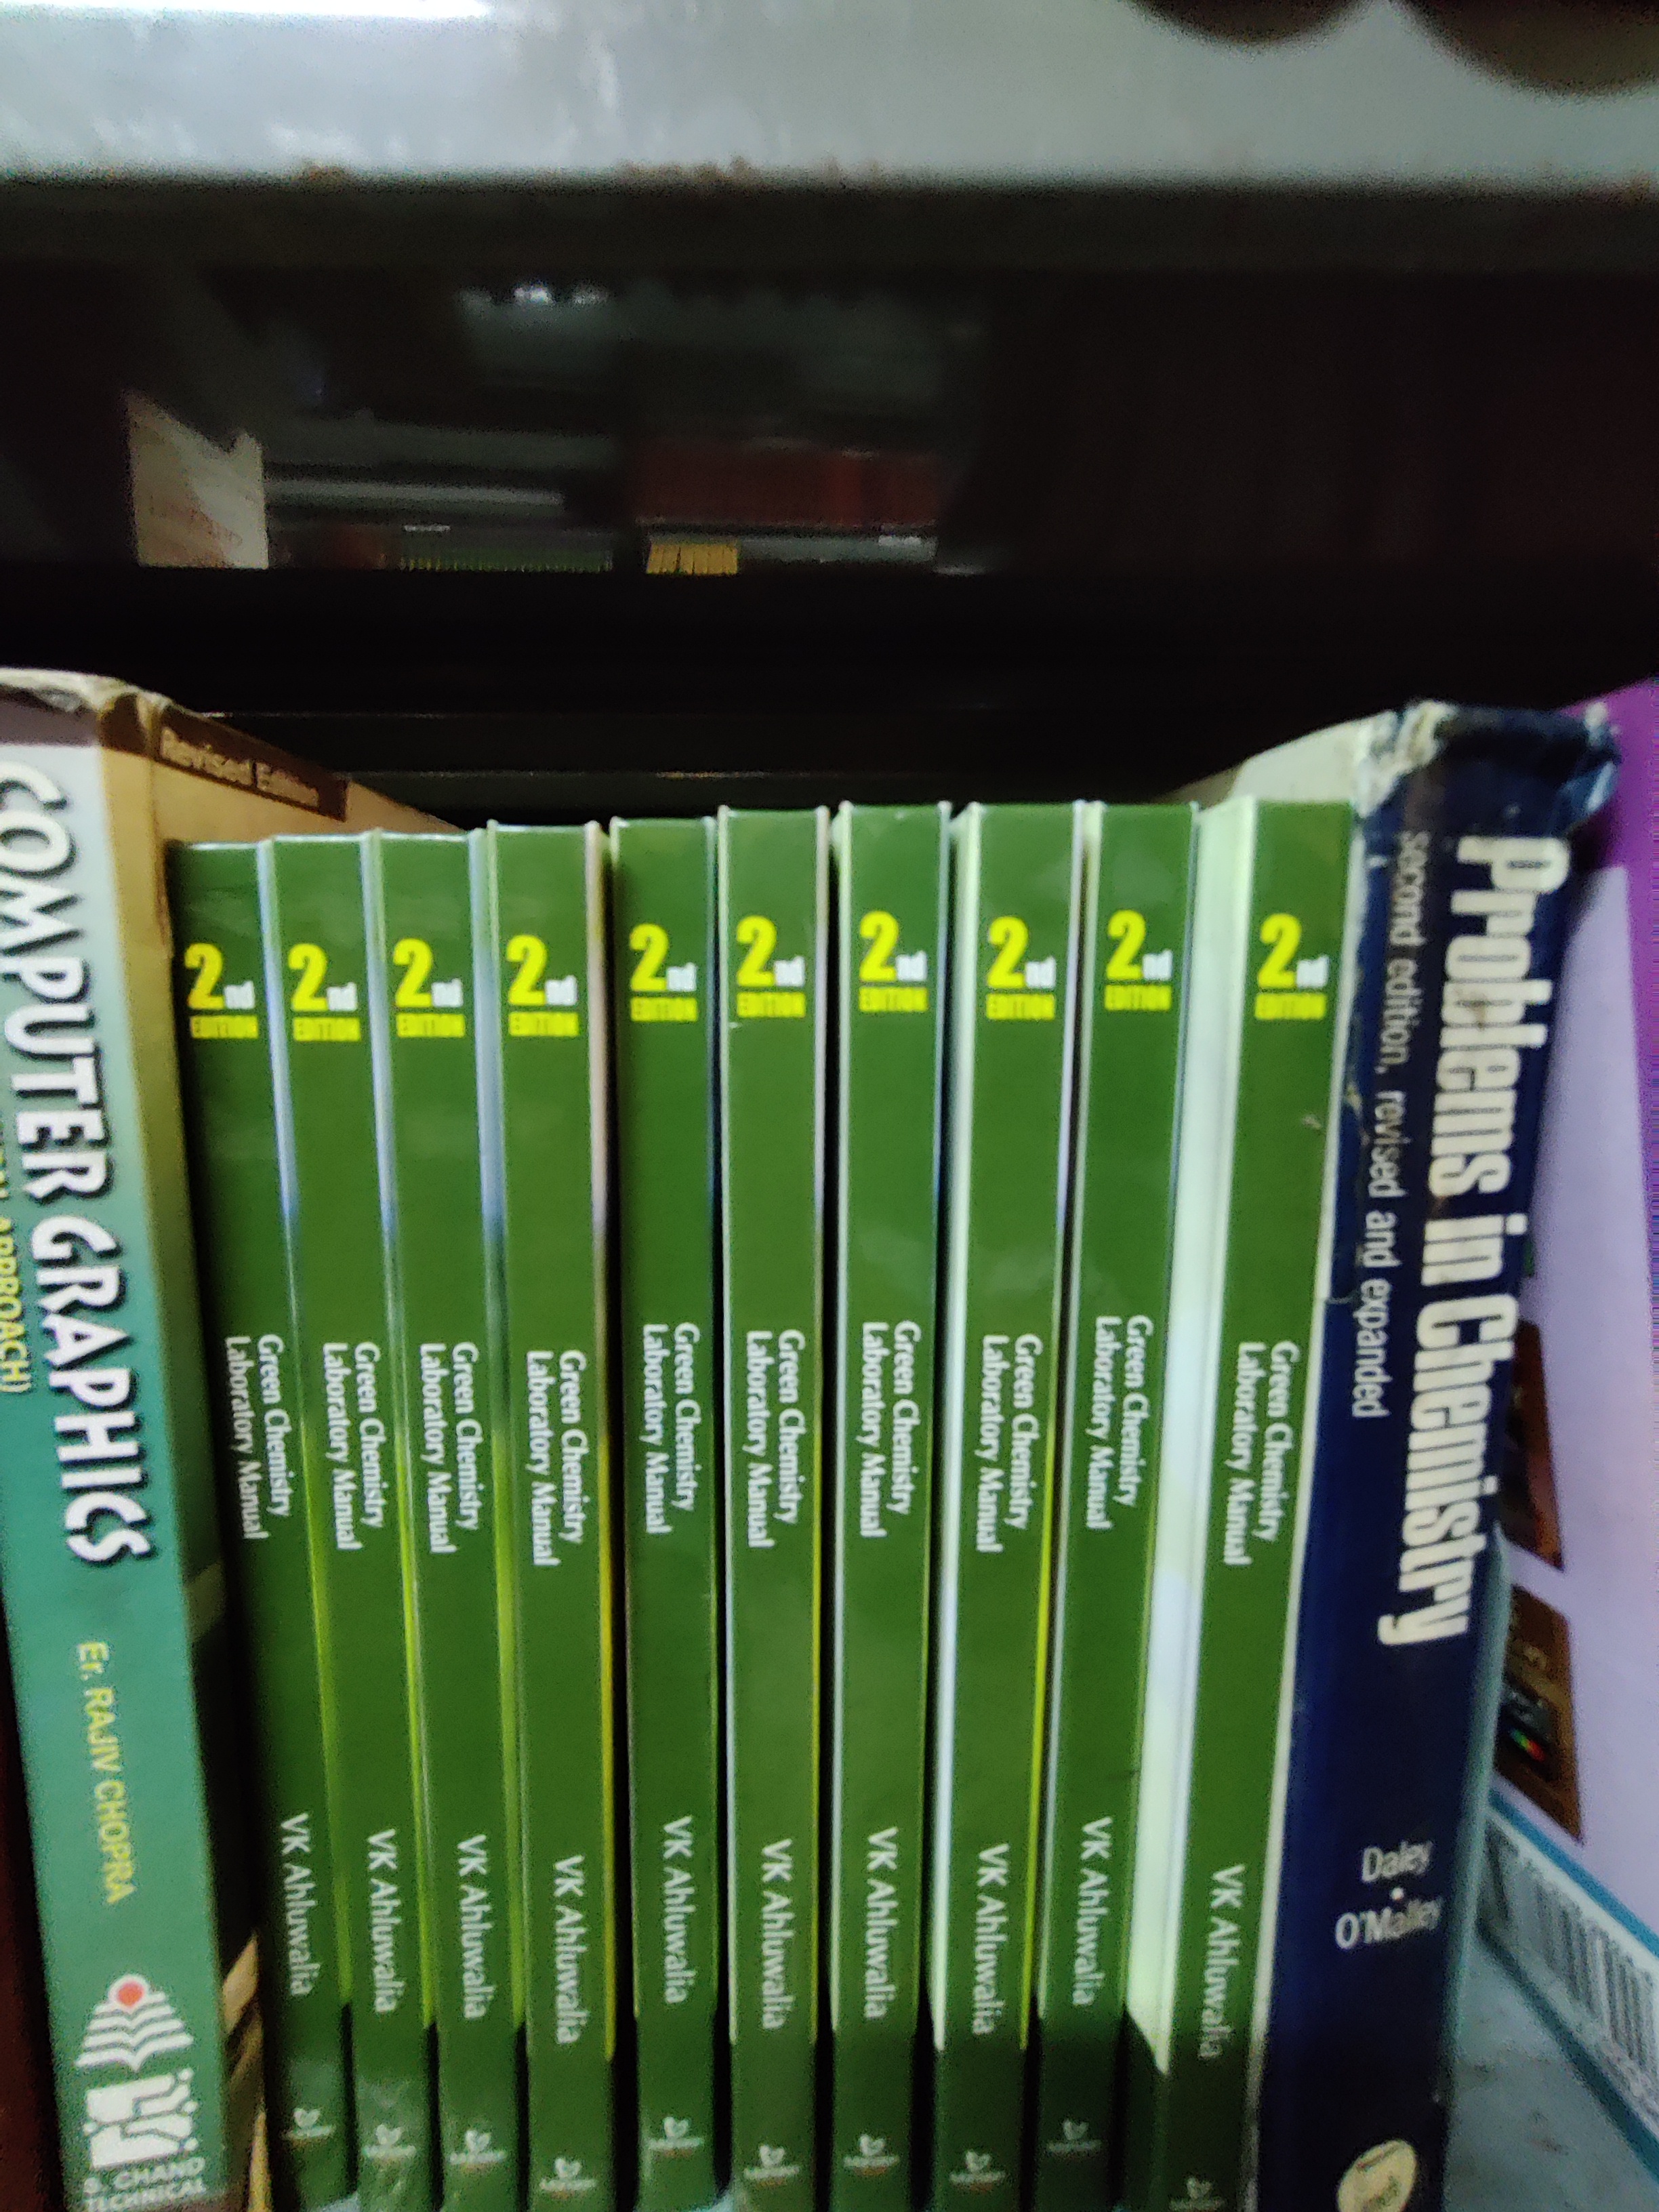 Revised Edition
COMPUTER GRAPHICS
APPROACH)
Er. RAJIV CHOPRA
S. CHAND
TECHNICAL
2nd
EDITION
Green Chemistry
Laboratory Manual
VK Ahluwalia
2nd
EDITION
Green Chemistry
Laboratory Manual
VK Ahluwalia
2nd
EDITION
Green Chemistry
Laboratory Manual
VK Ahluwalia
2nd
EDITION
Green Chemistry
Laboratory Manual
VK Ahluwalia
2nd
EDITION
Green Chemistry
Laboratory Manual
VK Ahluwalia
2nd
EDITION
Green Chemistry
Laboratory Manual
VK Ahluwalia
2nd
EDITION
Green Chemistry
Laboratory Manual
VK Ahluwalia
2nd
EDITION
Green Chemistry
Laboratory Manual
VK Ahluwalia
2nd
EDITION
Green Chemistry
Laboratory Manual
VK Ahluwalia
2nd
EDITION
Green Chemistry
Laboratory Manual
VK Ahluwalia
Problems in Chemistry
second edition, revised and expanded
Daley
•
O'Malley